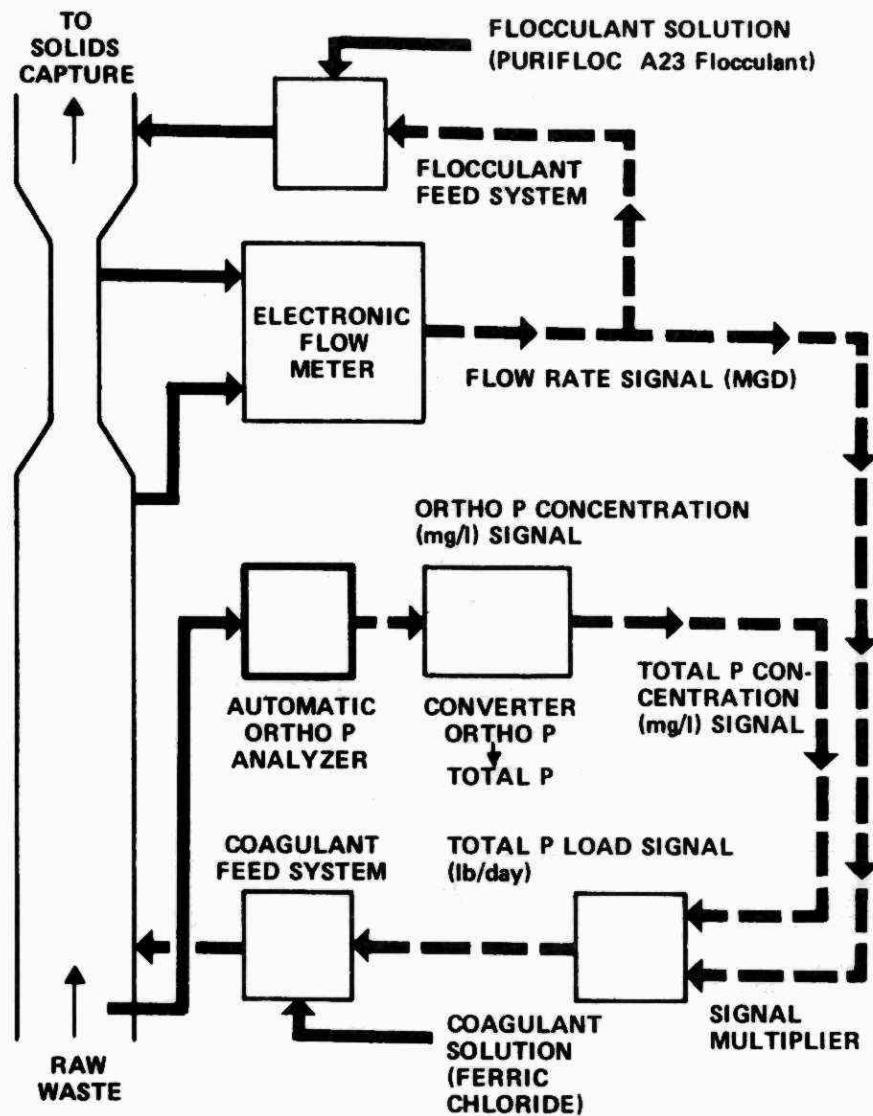 TO
SOLIDS
CAPTURE
FLOCCULANT SOLUTION
(PURIFLOC A23 Flocculant)
FLOCCULANT
FEED SYSTEM
ELECTRONIC
FLOW
METER
FLOW RATE SIGNAL (MGD)
ORTHO P CONCENTRATION
(mg/l) SIGNAL
AUTOMATIC
ORTHO P
ANALYZER
CONVERTER
ORTHO P
TOTAL P
TOTAL P CON-
CENTRATION
(mg/l) SIGNAL
COAGULANT
FEED SYSTEM
TOTAL P LOAD SIGNAL
(lb/day)
SIGNAL
MULTIPLIER
COAGULANT
SOLUTION
(FERRIC
CHLORIDE)
RAW
WASTE